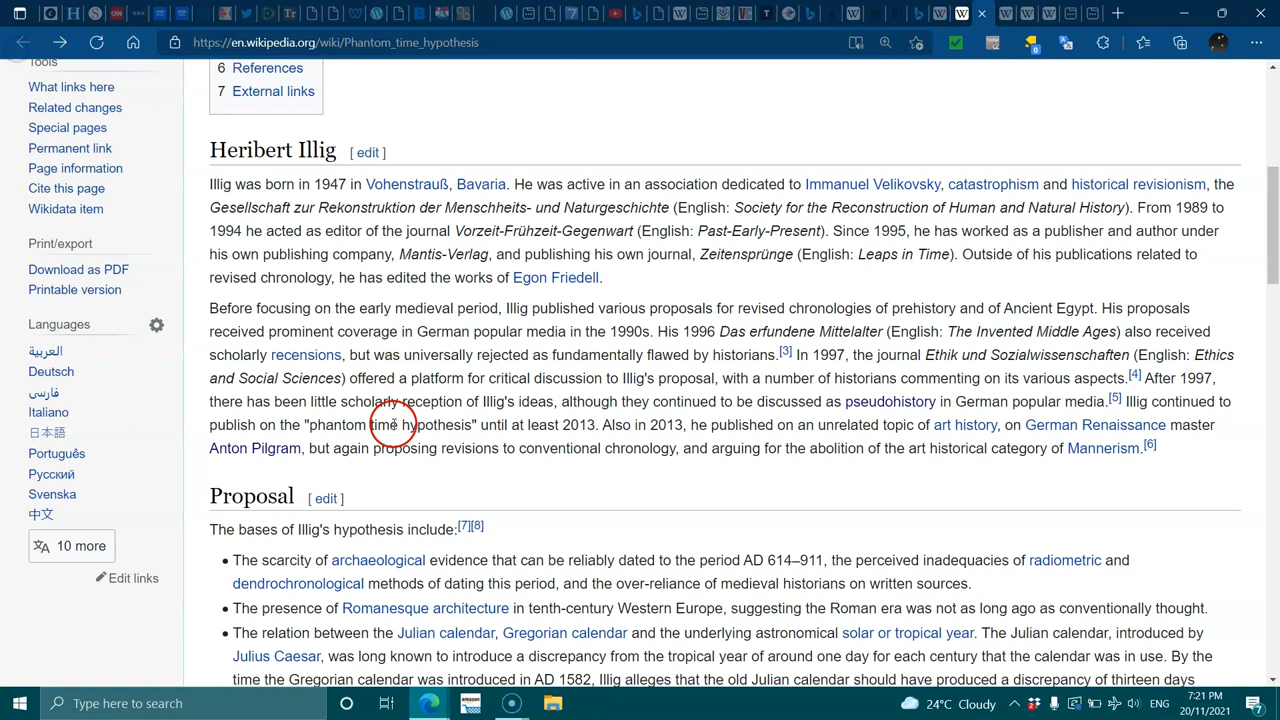 https://en.wikipedia.org/wiki/Phantom_time_hypothesis
Tools
What links here
Related changes
Special pages
Permanent link
Page information
Cite this page
Wikidata item
Print/export
Download as PDF
Printable version
Languages
العربية
Deutsch
فارسی
Italiano
日本語
Português
Русский
Svenska
中文
10 more
Edit links
6 References
7 External links
Heribert Illig [ edit ]
Illig was born in 1947 in Vohenstrauß, Bavaria. He was active in an association dedicated to Immanuel Velikovsky, catastrophism and historical revisionism, the
Gesellschaft zur Rekonstruktion der Menschheits- und Naturgeschichte (English: Society for the Reconstruction of Human and Natural History). From 1989 to
1994 he acted as editor of the journal Vorzeit-Frühzeit-Gegenwart (English: Past-Early-Present). Since 1995, he has worked as a publisher and author under
his own publishing company, Mantis-Verlag, and publishing his own journal, Zeitensprünge (English: Leaps in Time). Outside of his publications related to
revised chronology, he has edited the works of Egon Friedell.
Before focusing on the early medieval period, Illig published various proposals for revised chronologies of prehistory and of Ancient Egypt. His proposals
received prominent coverage in German popular media in the 1990s. His 1996 Das erfundene Mittelalter (English: The Invented Middle Ages) also received
scholarly recensions, but was universally rejected as fundamentally flawed by historians.[3] In 1997, the journal Ethik und Sozialwissenschaften (English: Ethics
and Social Sciences) offered a platform for critical discussion to Illig's proposal, with a number of historians commenting on its various aspects.[4] After 1997,
there has been little scholarly reception of Illig's ideas, although they continued to be discussed as pseudohistory in German popular media.[5] Illig continued to
publish on the "phantom time hypothesis" until at least 2013. Also in 2013, he published on an unrelated topic of art history, on German Renaissance master
Anton Pilgram, but again proposing revisions to conventional chronology, and arguing for the abolition of the art historical category of Mannerism.[6]
Proposal [ edit ]
The bases of Illig's hypothesis include:[7][8]
• The scarcity of archaeological evidence that can be reliably dated to the period AD 614–911, the perceived inadequacies of radiometric and
dendrochronological methods of dating this period, and the over-reliance of medieval historians on written sources.
• The presence of Romanesque architecture in tenth-century Western Europe, suggesting the Roman era was not as long ago as conventionally thought.
• The relation between the Julian calendar, Gregorian calendar and the underlying astronomical solar or tropical year. The Julian calendar, introduced by
Julius Caesar, was long known to introduce a discrepancy from the tropical year of around one day for each century that the calendar was in use. By the
time the Gregorian calendar was introduced in AD 1582, Illig alleges that the old Julian calendar should have produced a discrepancy of thirteen days
Type here to search
24°C Cloudy
ENG
7:21 PM
20/11/2021